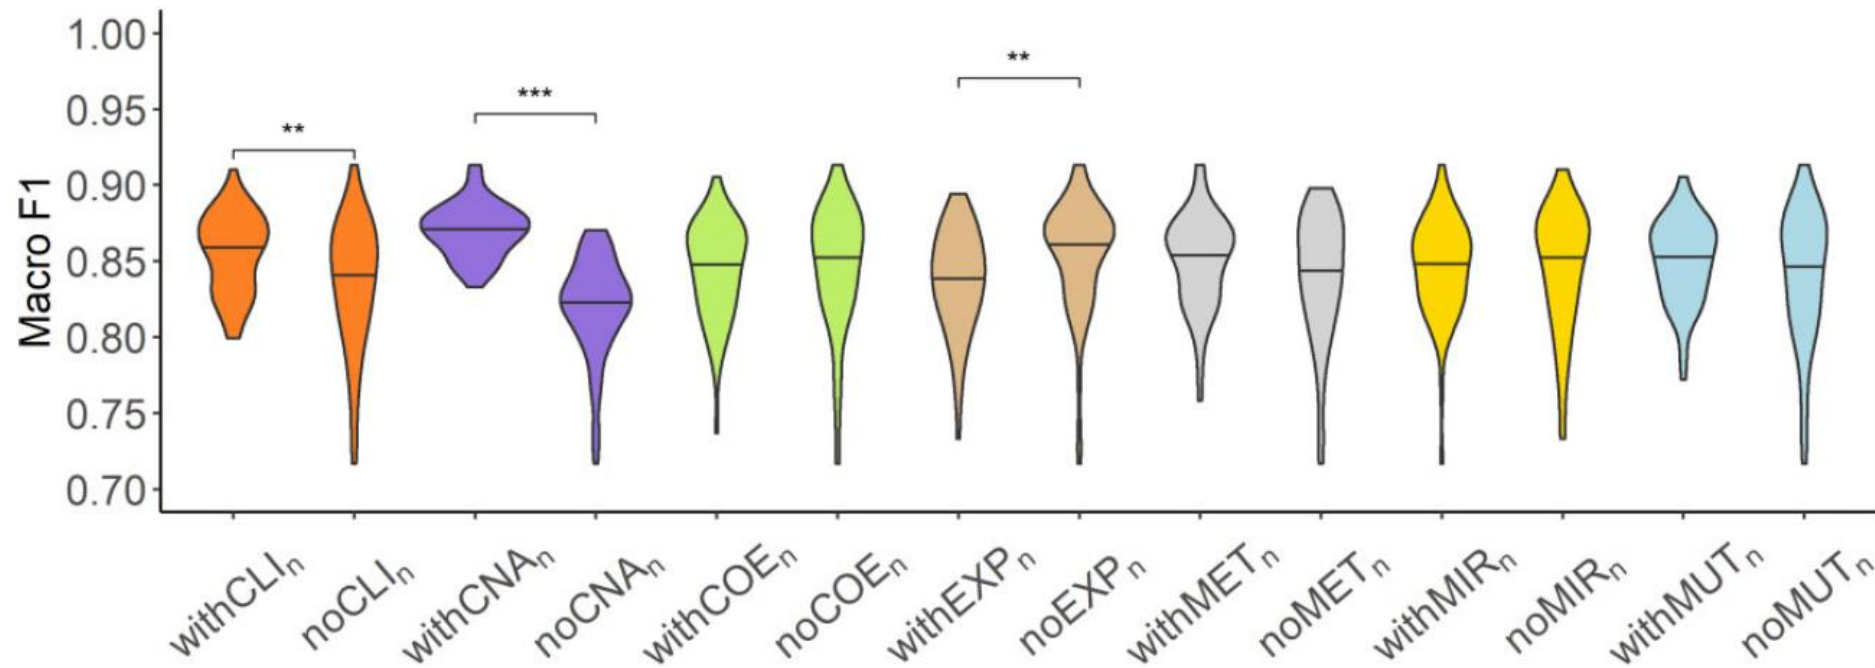 1.00
**
0.95
***
**
0.90
0.85
0.80
0.75
0.70
Macro F1
withCLIn
noCLIn
withCNAn
noCNAn
withCOEn
noCOEn
withEXPn
noEXPn
withMETn
noMETn
withMIRn
noMIRn
withMUTn
noMUTn